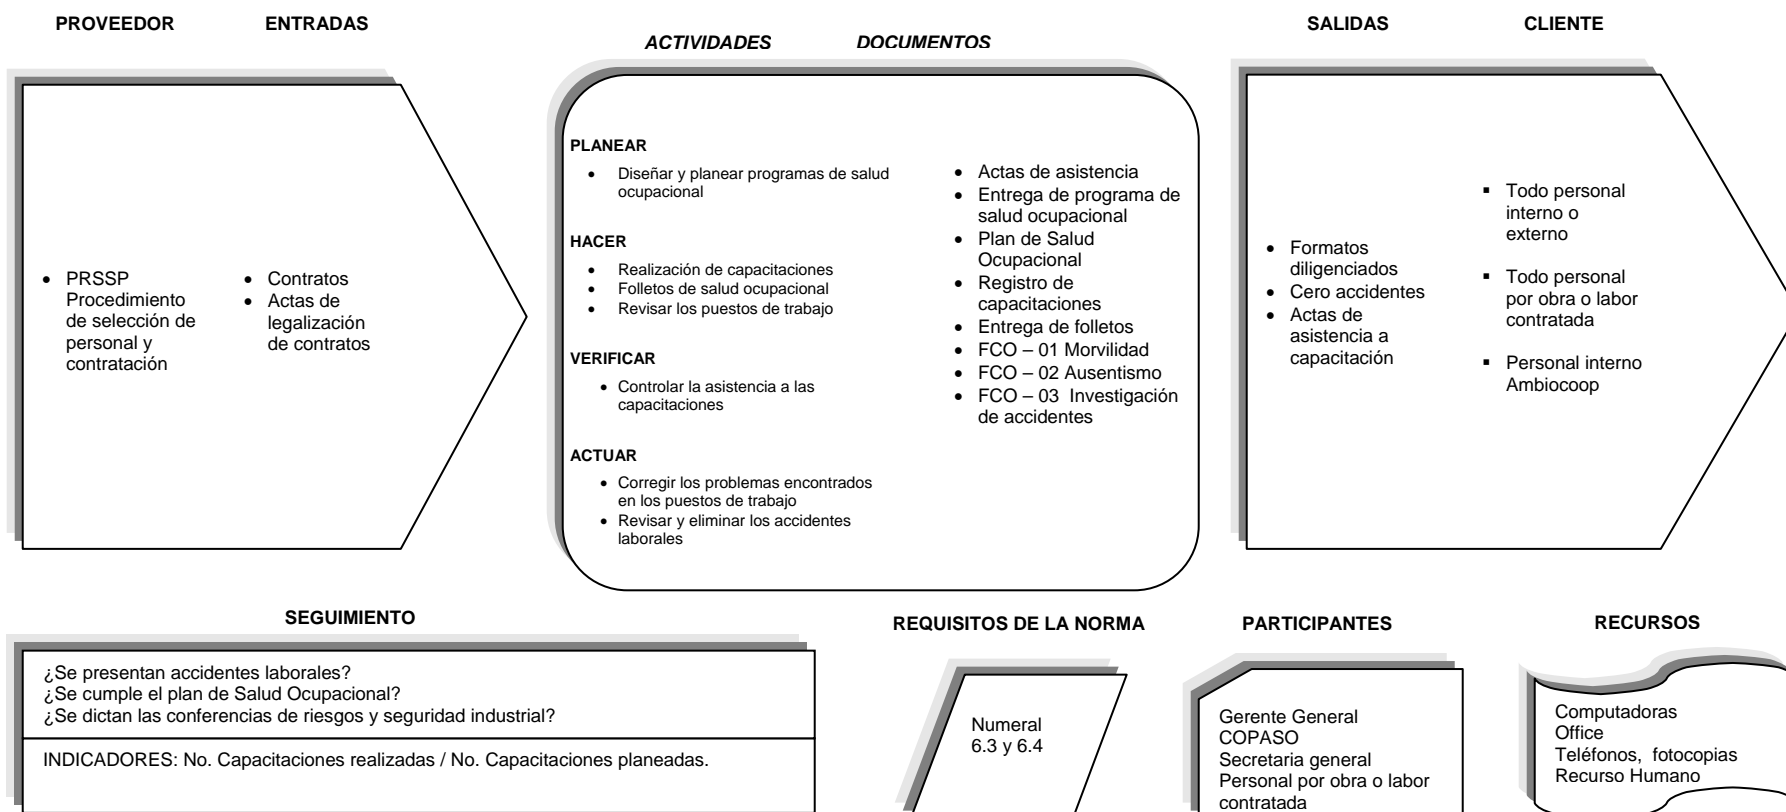 PROVEEDOR
ENTRADAS
• PRSSP
Procedimiento
de selección de
personal y
contratación
• Contratos
• Actas de
legalización
de contratos
ACTIVIDADES
DOCUMENTOS
PLANEAR
• Diseñar y planear programas de salud
ocupacional
HACER
• Realización de capacitaciones
• Folletos de salud ocupacional
• Revisar los puestos de trabajo
VERIFICAR
• Controlar la asistencia a las
capacitaciones
ACTUAR
• Corregir los problemas encontrados
en los puestos de trabajo
• Revisar y eliminar los accidentes
laborales
• Actas de asistencia
• Entrega de programa de
salud ocupacional
• Plan de Salud
Ocupacional
• Registro de
capacitaciones
• Entrega de folletos
• FCO – 01 Morvilidad
• FCO – 02 Ausentismo
• FCO – 03 Investigación
de accidentes
SALIDAS
CLIENTE
• Formatos
diligenciados
• Cero accidentes
• Actas de
asistencia a
capacitación
▪ Todo personal
interno o
externo
▪ Todo personal
por obra o labor
contratada
▪ Personal interno
Ambiocoop
SEGUIMIENTO
¿Se presentan accidentes laborales?
¿Se cumple el plan de Salud Ocupacional?
¿Se dictan las conferencias de riesgos y seguridad industrial?
INDICADORES: No. Capacitaciones realizadas / No. Capacitaciones planeadas.
REQUISITOS DE LA NORMA
Numeral
6.3 y 6.4
PARTICIPANTES
Gerente General
COPASO
Secretaria general
Personal por obra o labor
contratada
RECURSOS
Computadoras
Office
Teléfonos, fotocopias
Recurso Humano